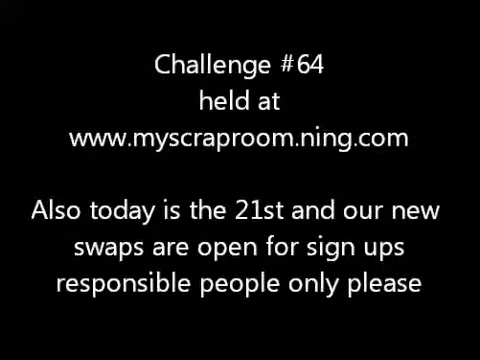 Challenge #64
held at
www.myscraproom.ning.com
Also today is the 21st and our new
swaps are open for sign ups
responsible people only please